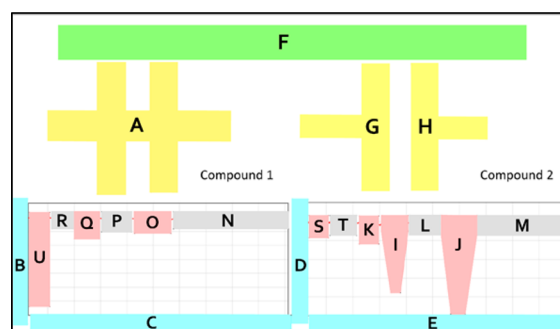 F
A
G H
Compound 1
Compound 2
B
U R Q P O N
D
S T K I L J M
C
E